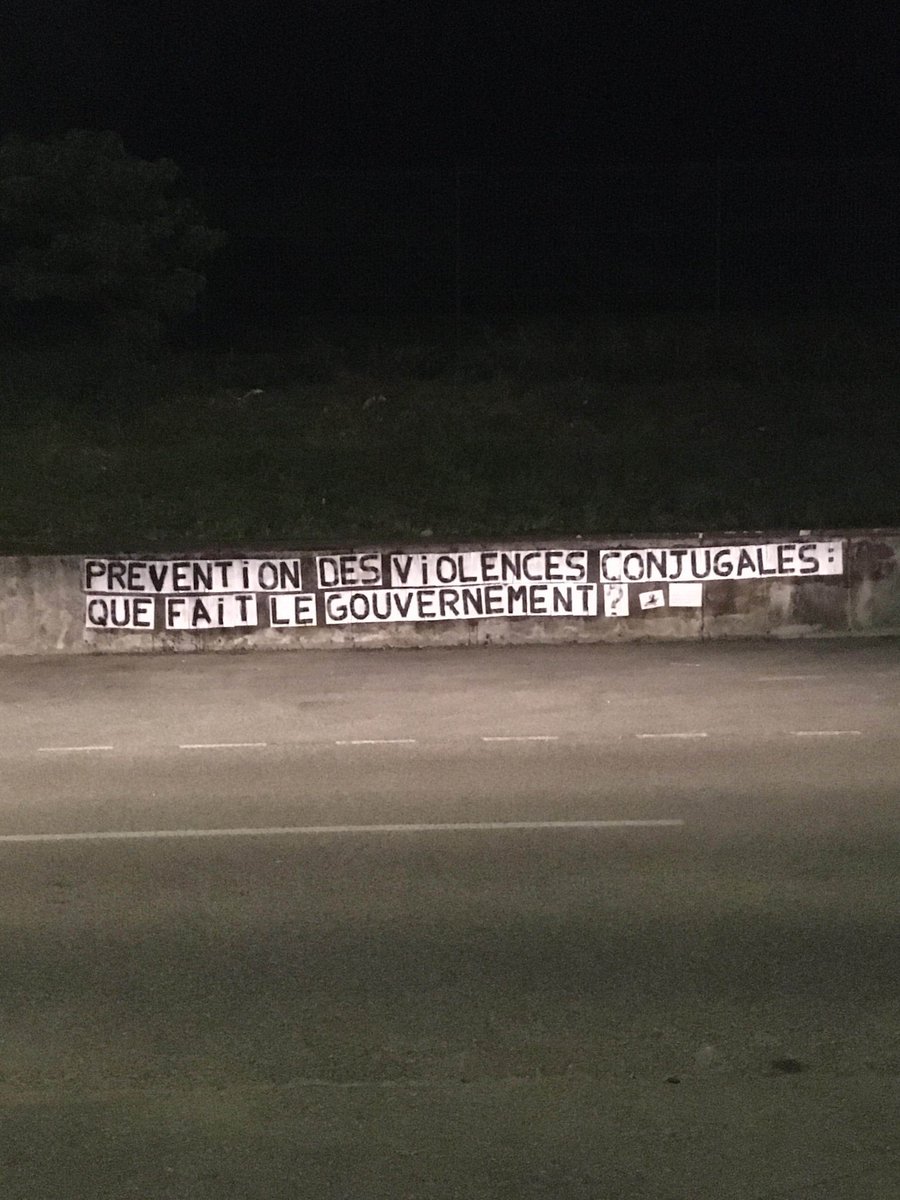 PREVENTiON DES ViOLENCES CONJUGALES :
QUE FAiT LE GOUVERNEMENT ?